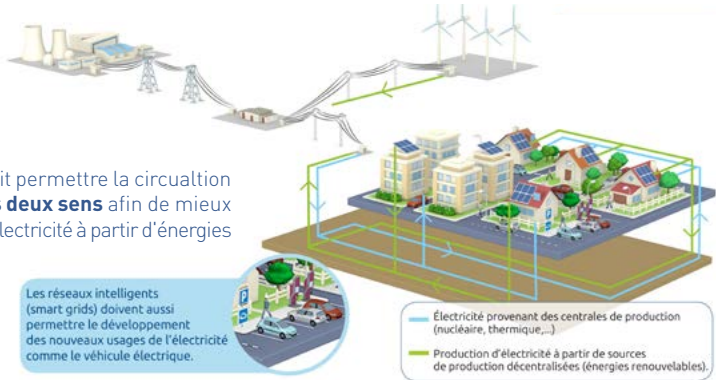 it permettre la circualtion
s deux sens afin de mieux
lectricité à partir d'énergies
Les réseaux intelligents
(smart grids) doivent aussi
permettre le développement
des nouveaux usages de l'électricité
comme le véhicule électrique.
P
P
Électricité provenant des centrales de production
(nucléaire, thermique,...)
Production d'électricité à partir de sources
de production décentralisées (énergies renouvelables).